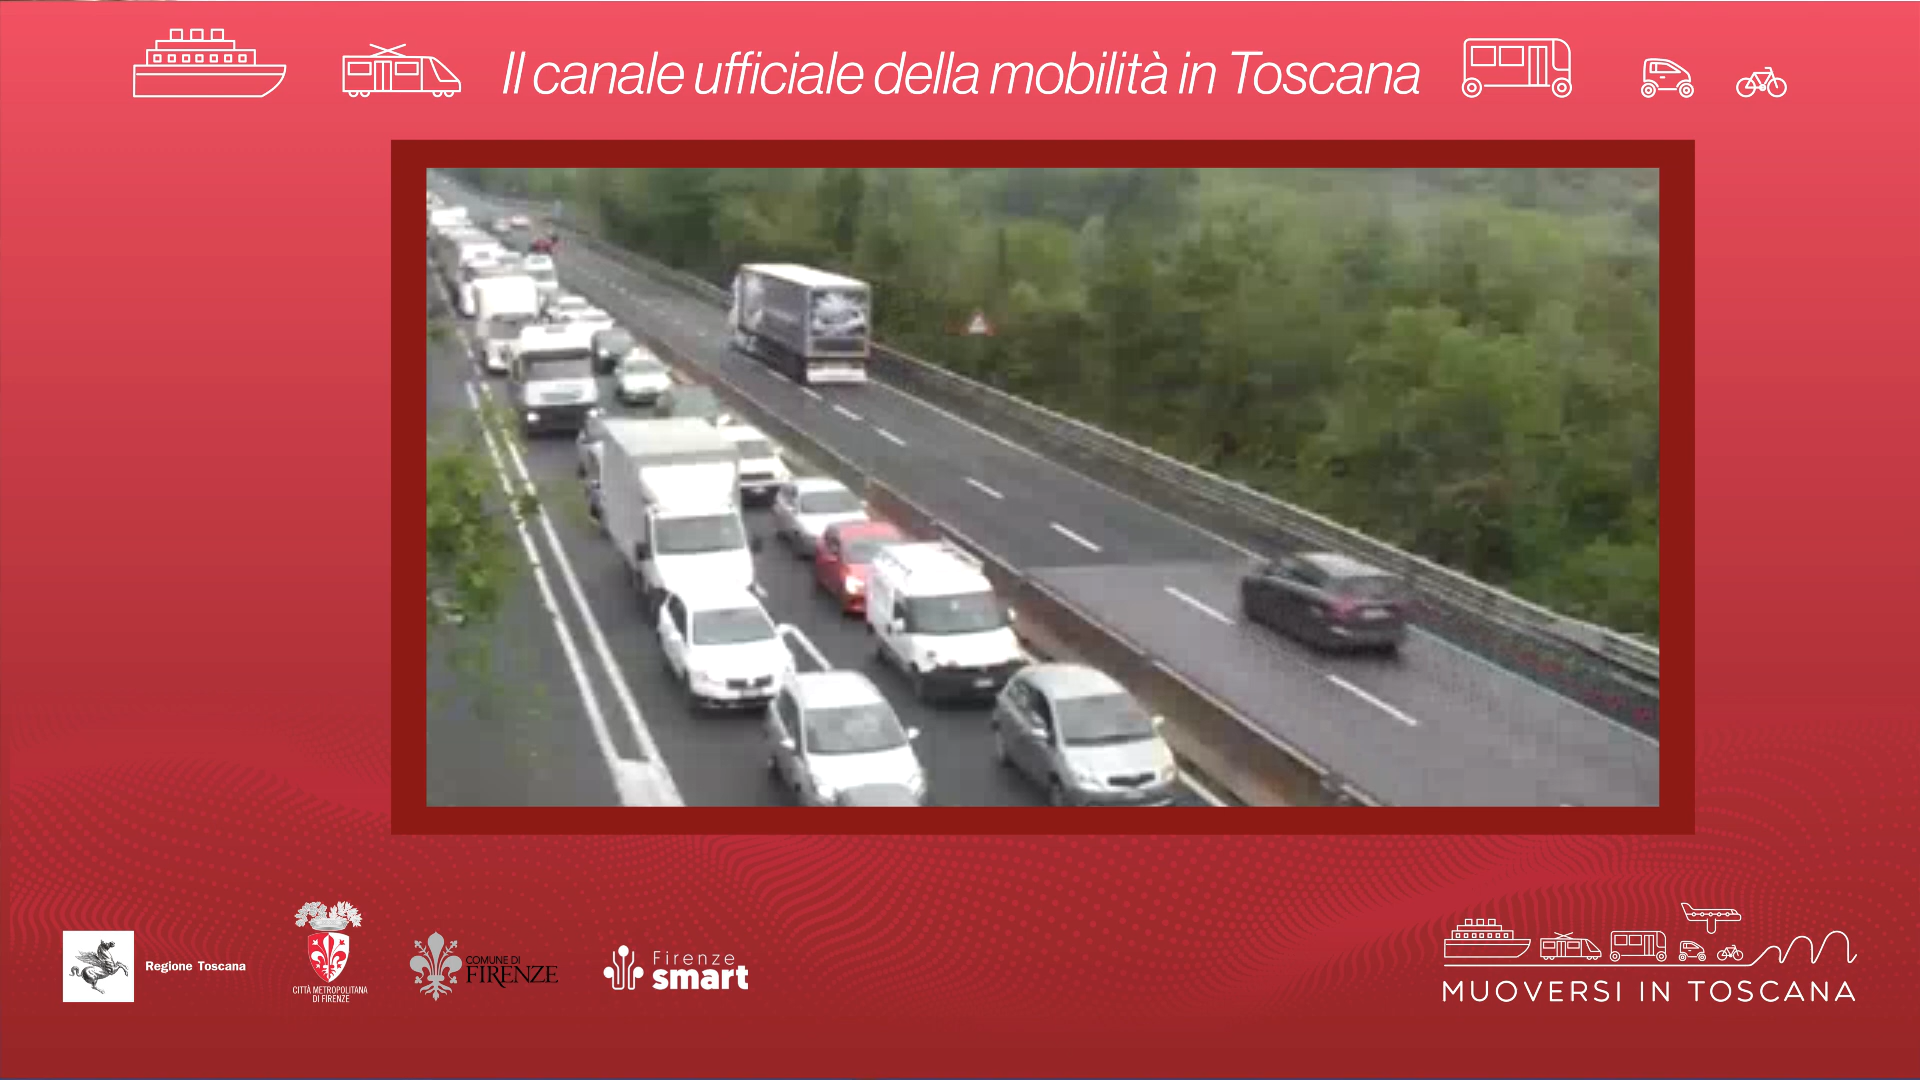 Il canale ufficiale della mobilità in Toscana
Regione Toscana
CITTÀ METROPOLITANA
DI FIRENZE
COMUNE DI
FIRENZE
Firenze
smart
MUOVERSI IN TOSCANA